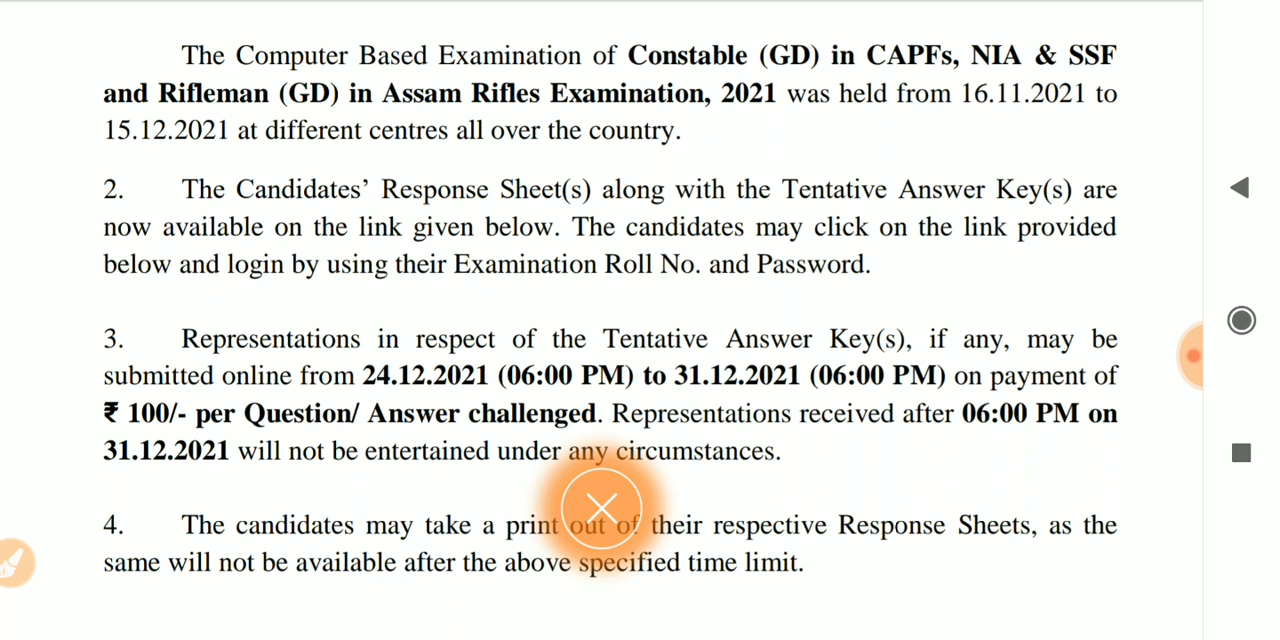 The Computer Based Examination of Constable (GD) in CAPFs, NIA & SSF
and Rifleman (GD) in Assam Rifles Examination, 2021 was held from 16.11.2021 to
15.12.2021 at different centres all over the country.
2. The Candidates’ Response Sheet(s) along with the Tentative Answer Key(s) are
now available on the link given below. The candidates may click on the link provided
below and login by using their Examination Roll No. and Password.
3. Representations in respect of the Tentative Answer Key(s), if any, may be
submitted online from 24.12.2021 (06:00 PM) to 31.12.2021 (06:00 PM) on payment of
₹ 100/- per Question/ Answer challenged. Representations received after 06:00 PM on
31.12.2021 will not be entertained under any circumstances.
4. The candidates may take a print out of their respective Response Sheets, as the
same will not be available after the above specified time limit.